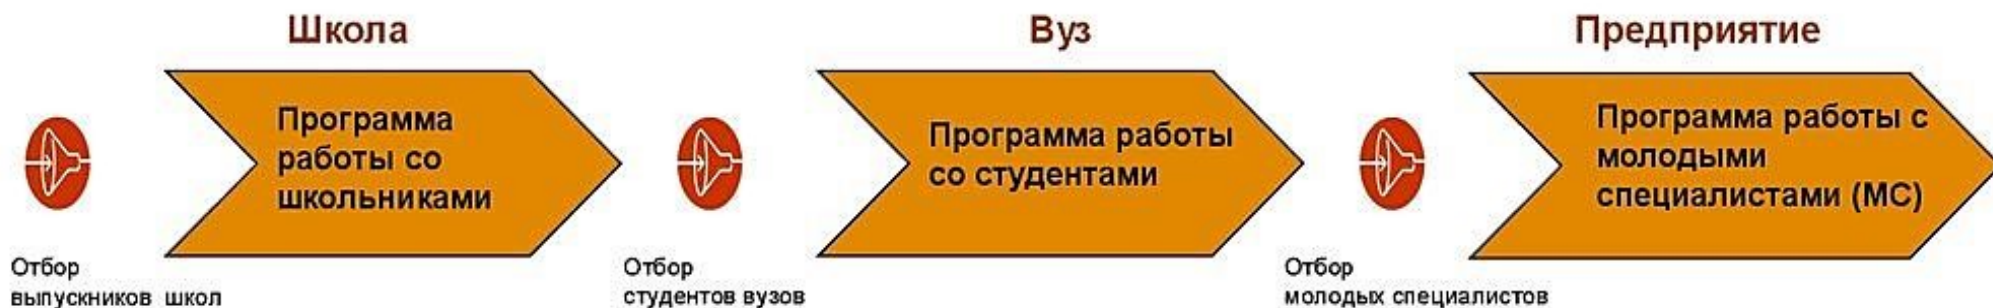 Школа
Вуз
Предприятие
Программа
работы со
школьниками
Программа работы
со студентами
Программа работы с
молодыми
специалистами (МС)
Отбор
выпускников школ
Отбор
студентов вузов
Отбор
молодых специалистов